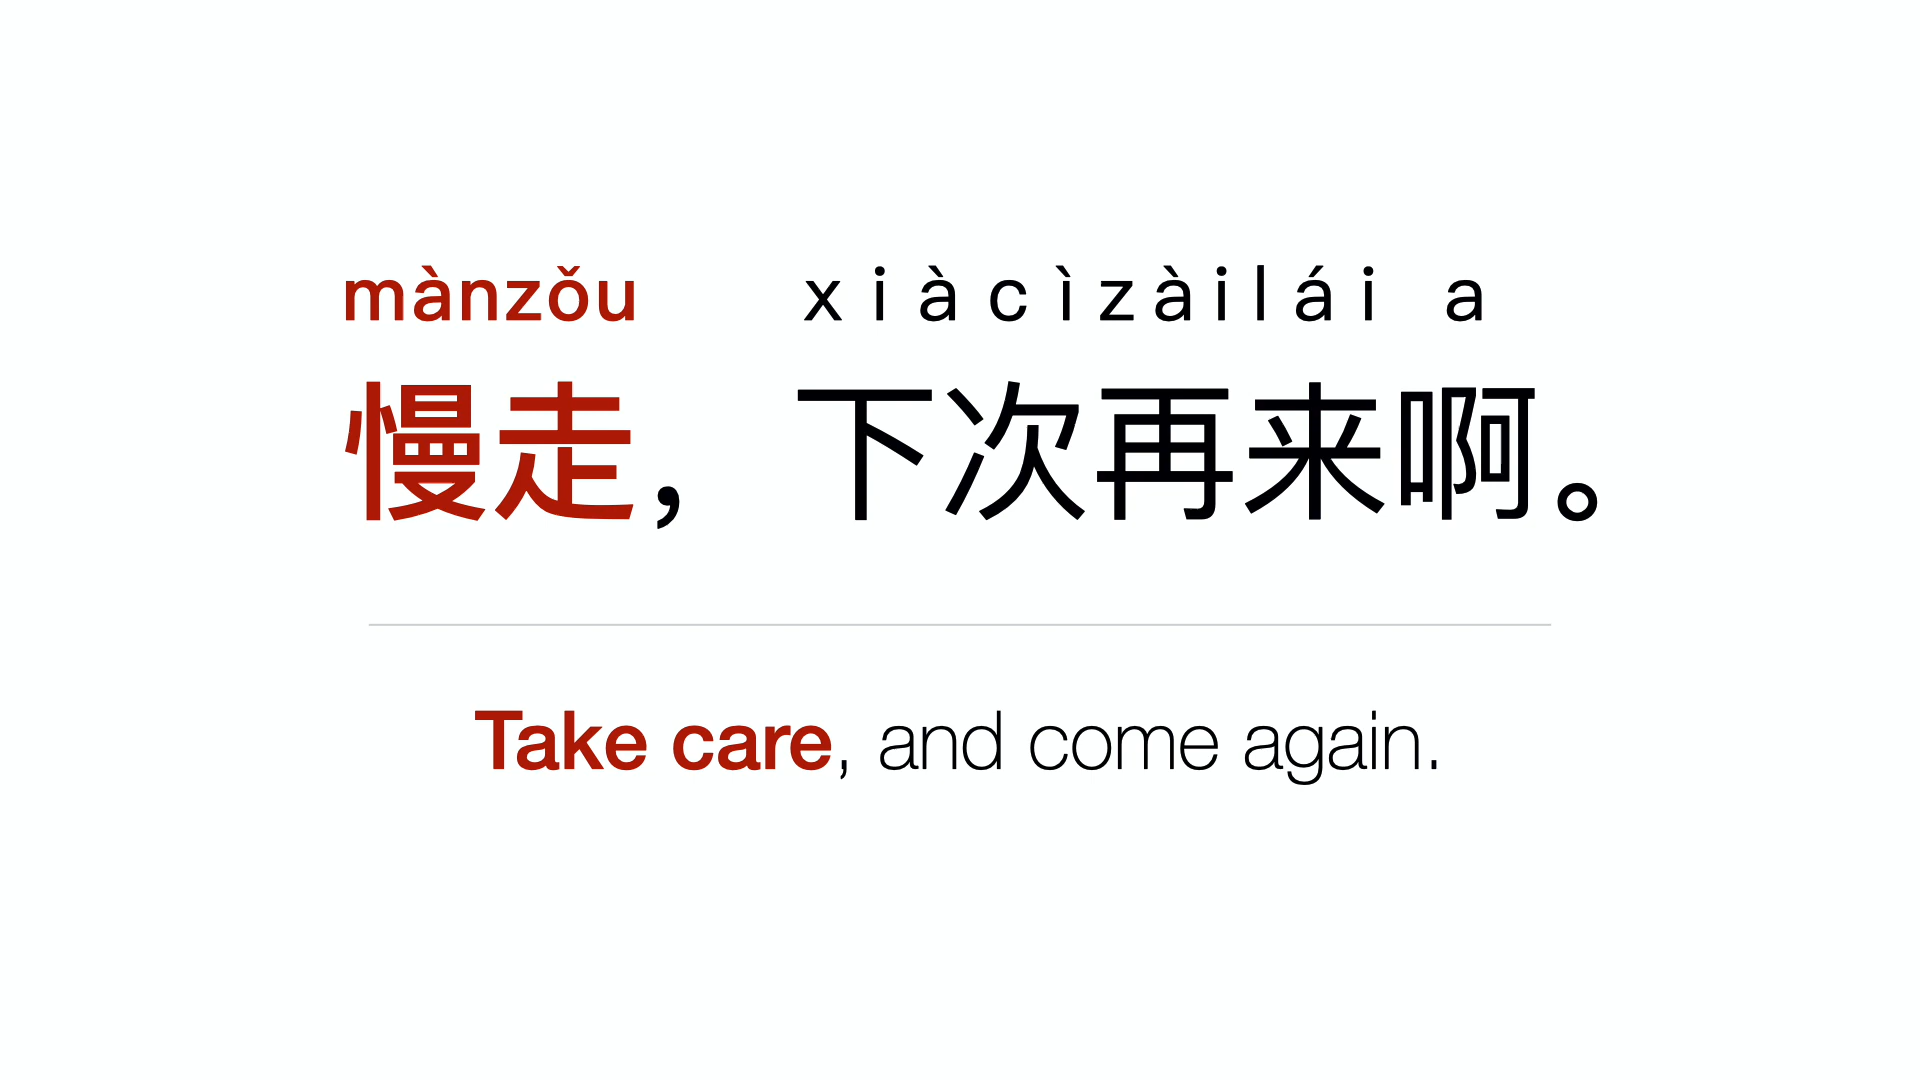 mànzǒu xiàcìzàilái a
慢走，下次再来啊。
Take care, and come again.